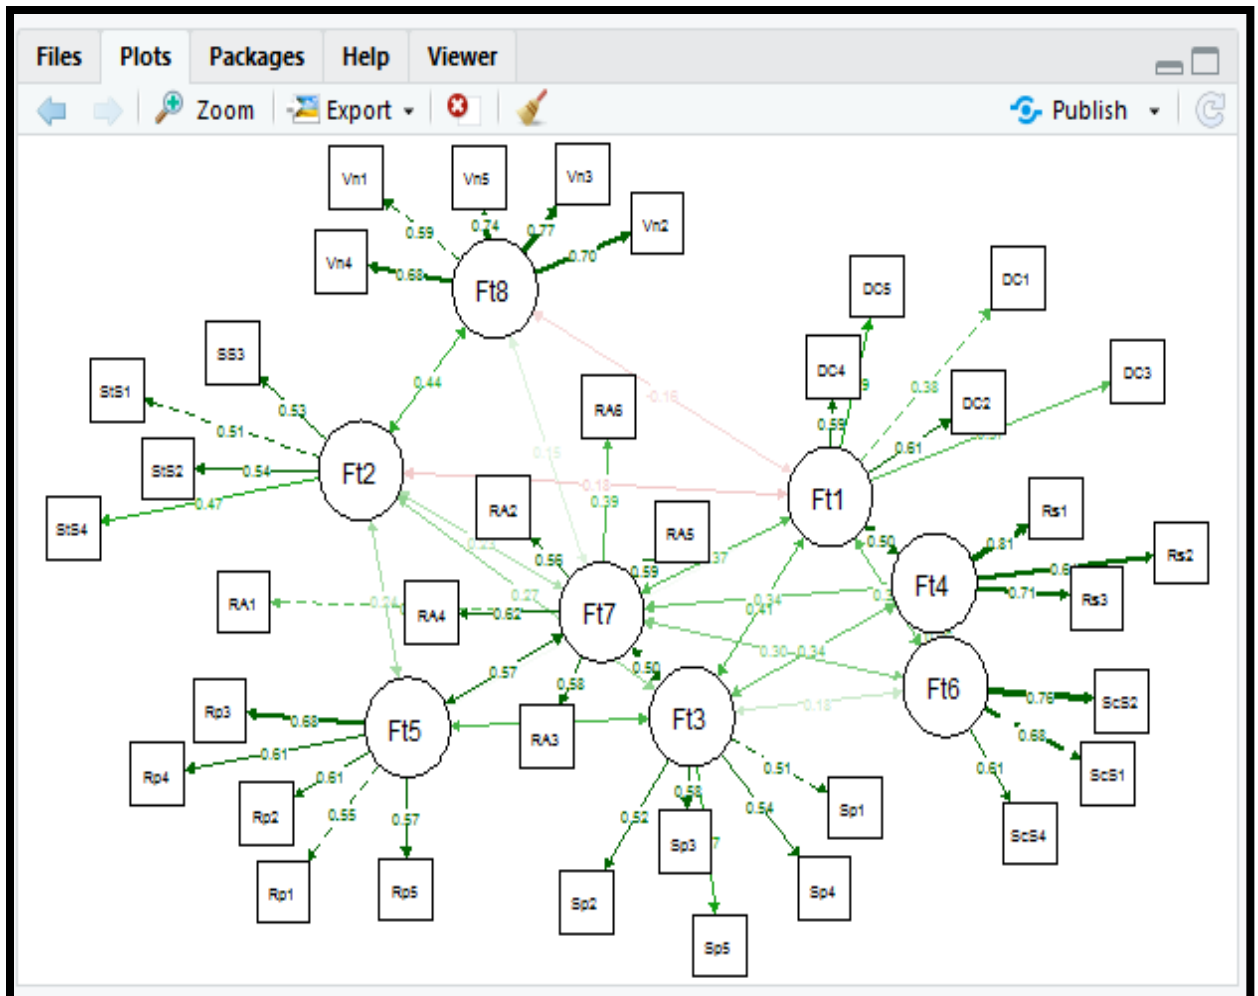 Files Plots Packages Help Viewer
Zoom Export Publish
Vn1 Vn5 Vn3
Vn2
0.59 0.74 0.77
Vn4 0.68 0.70
Ft8
DC5 DC1
SS3 0.44 DC4 DC3
StS1 RA6 -0.16 0.38 DC2
0.53 0.59
0.51 0.61
StS2 0.54 Ft2 0.15
0.47 -0.18 Ft1
StS4 RA2 0.39 RA5 Rs1
0.50 0.81
0.56 0.59 Rs2
Ft4
RA1 RA4 0.62 0.27 Ft7 0.34 0.71 Rs3
0.41
0.30 0.34
0.57 0.58 0.50
Rp3 0.68 Ft5 Ft3 0.18 Ft6 0.76 ScS2
RA3 0.68
Rp4 0.61 0.51 0.61 ScS1
0.61 0.58
Rp2 0.55 0.57 0.52 0.54 Sp1
Sp3 ScS4
Rp1 Rp5 Sp2 Sp4
Sp5